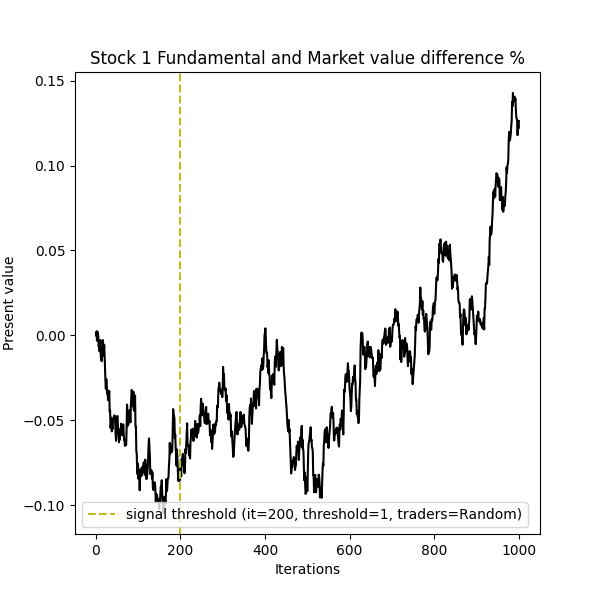 Stock 1 Fundamental and Market value difference %
0.15
0.10
0.05
0.00
−0.05
−0.10
Present value
signal threshold (it=200, threshold=1, traders=Random)
0 200 400 600 800 1000
Iterations